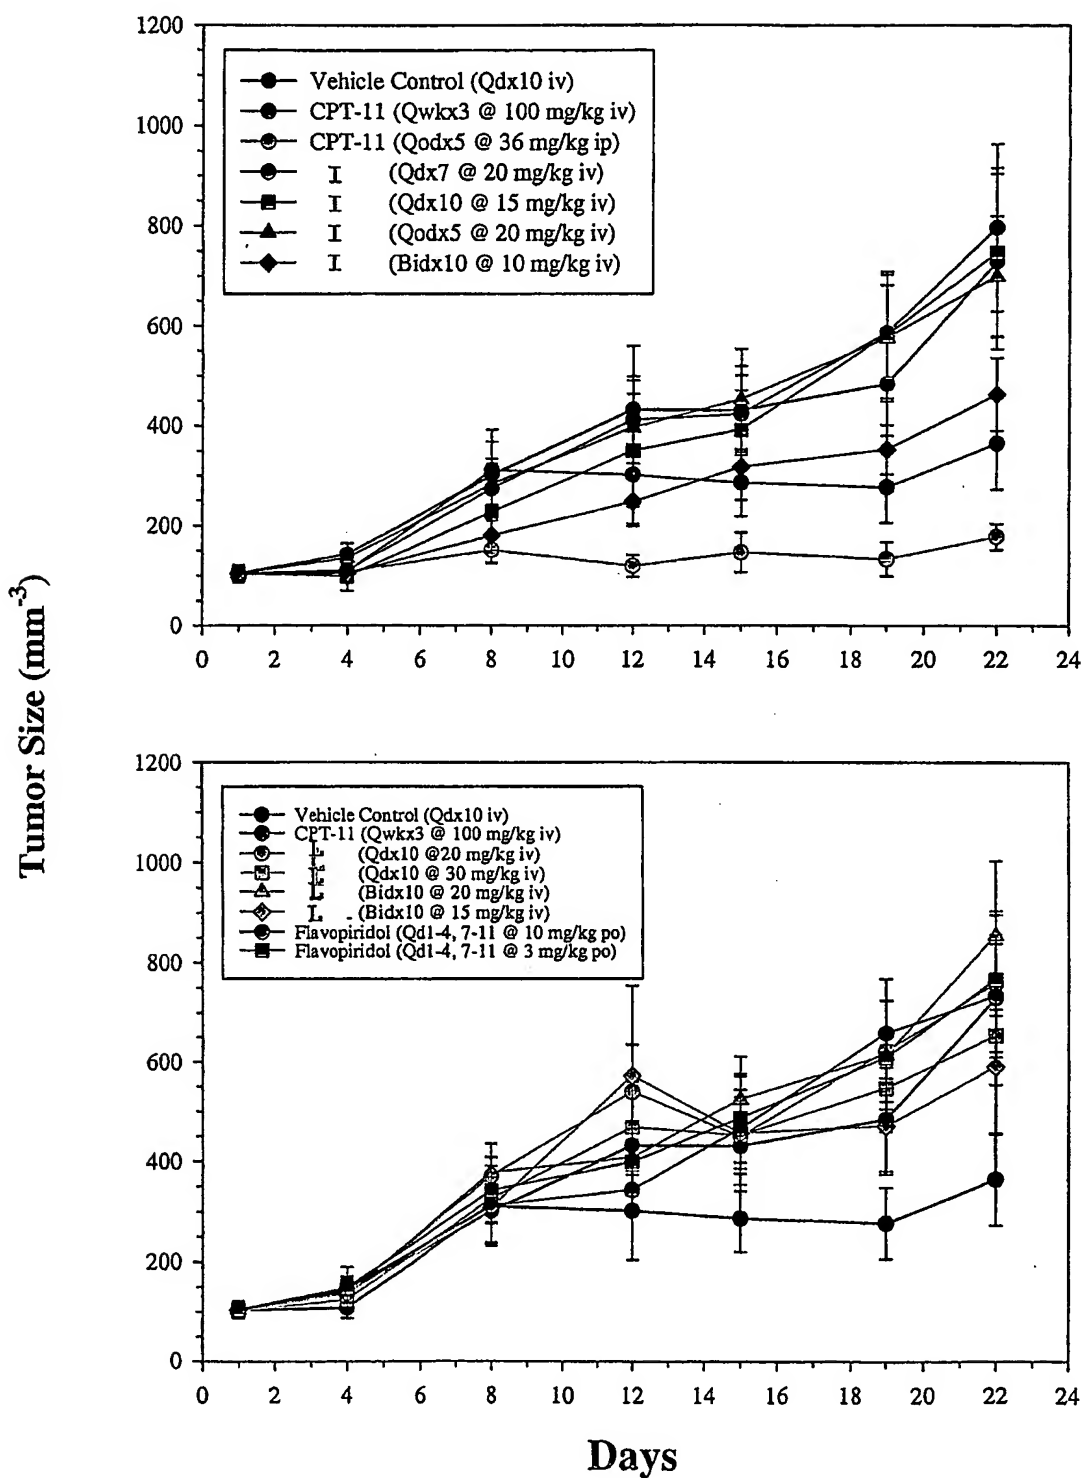 Tumor Size (mm-3)
1200
1000
800
600
400
200
0
Vehicle Control (Qdx10 iv)
CPT-11 (Qwkx3 @ 100 mg/kg iv)
CPT-11 (Qodx5 @ 36 mg/kg ip)
I (Qdx7 @ 20 mg/kg iv)
I (Qdx10 @ 15 mg/kg iv)
I (Qodx5 @ 20 mg/kg iv)
I (Bidx10 @ 10 mg/kg iv)
0 2 4 6 8 10 12 14 16 18 20 22 24
1200
1000
800
600
400
200
0
Vehicle Control (Qdx10 iv)
CPT-11 (Qwkx3 @ 100 mg/kg iv)
(Qdx10 @20 mg/kg iv)
(Qdx10 @ 30 mg/kg iv)
(Bidx10 @ 20 mg/kg iv)
(Bidx10 @ 15 mg/kg iv)
Flavopiridol (Qd1-4, 7-11 @ 10 mg/kg po)
Flavopiridol (Qd1-4, 7-11 @ 3 mg/kg po)
0 2 4 6 8 10 12 14 16 18 20 22 24
Days